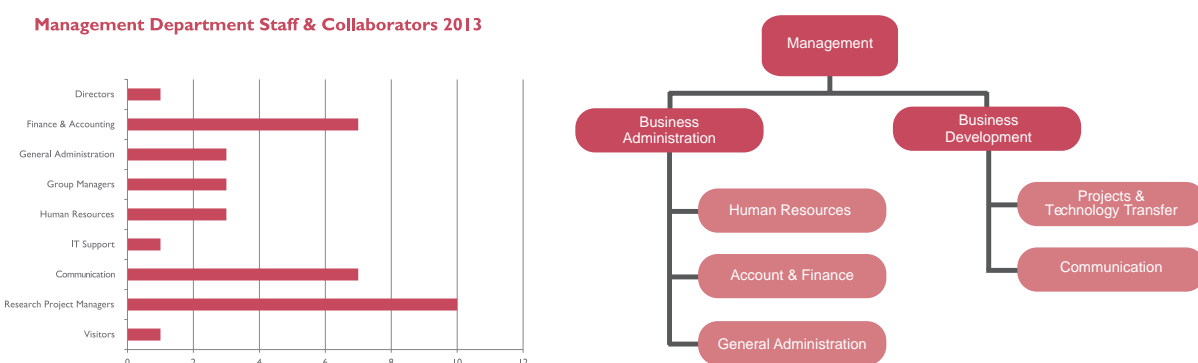 Management Department Staff & Collaborators 2013
Directors
Finance & Accounting
General Administration
Group Managers
Human Resources
IT Support
Communication
Research Project Managers
Visitors
0 2 4 6 8 10 12
Management
Business
Administration
Business
Development
Human Resources
Account & Finance
General Administration
Projects &
Technology Transfer
Communication